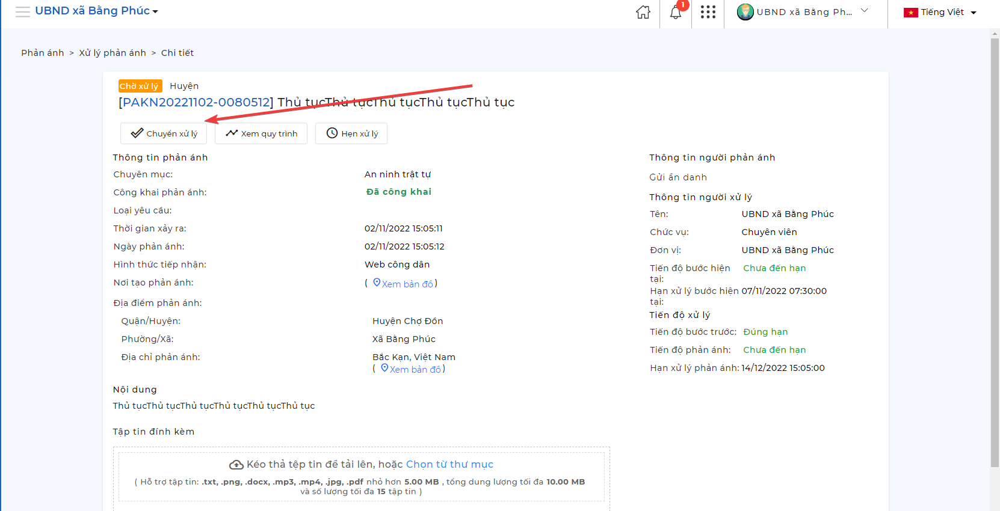 UBND xã Bằng Phúc
1
UBND xã Bằng Ph...
Tiếng Việt
Phản ánh > Xử lý phản ánh > Chi tiết
Chờ xử lý Huyện
[PAKN20221102-0080512] Thủ tụcThủ tụcThủ tụcThủ tụcThủ tục
Chuyển xử lý
Xem quy trình
Hẹn xử lý
Thông tin phản ánh
Chuyên mục: An ninh trật tự
Công khai phản ánh: Đã công khai
Loại yêu cầu:
Thời gian xảy ra: 02/11/2022 15:05:11
Ngày phản ánh: 02/11/2022 15:05:12
Hình thức tiếp nhận: Web công dân
Nơi tạo phản ánh: ( Xem bản đồ )
Địa điểm phản ánh:
Quận/Huyện: Huyện Chợ Đồn
Phường/Xã: Xã Bằng Phúc
Địa chỉ phản ánh: Bắc Kạn, Việt Nam
( Xem bản đồ )
Nội dung
Thủ tụcThủ tụcThủ tụcThủ tụcThủ tụcThủ tục
Tập tin đính kèm
Kéo thả tệp tin để tải lên, hoặc Chọn từ thư mục
( Hỗ trợ tập tin: .txt, .png, .docx, .mp3, .mp4, .jpg, .pdf nhỏ hơn 5.00 MB , tổng dung lượng tối đa 10.00 MB
và số lượng tối đa 15 tập tin )
Thông tin người phản ánh
Gửi ẩn danh
Thông tin người xử lý
Tên: UBND xã Bằng Phúc
Chức vụ: Chuyên viên
Đơn vị: UBND xã Bằng Phúc
Tiến độ bước hiện Chưa đến hạn
tại:
Hạn xử lý bước hiện 07/11/2022 07:30:00
tại:
Tiến độ xử lý
Tiến độ bước trước: Đúng hạn
Tiến độ phản ánh: Chưa đến hạn
Hạn xử lý phản ánh: 14/12/2022 15:05:00